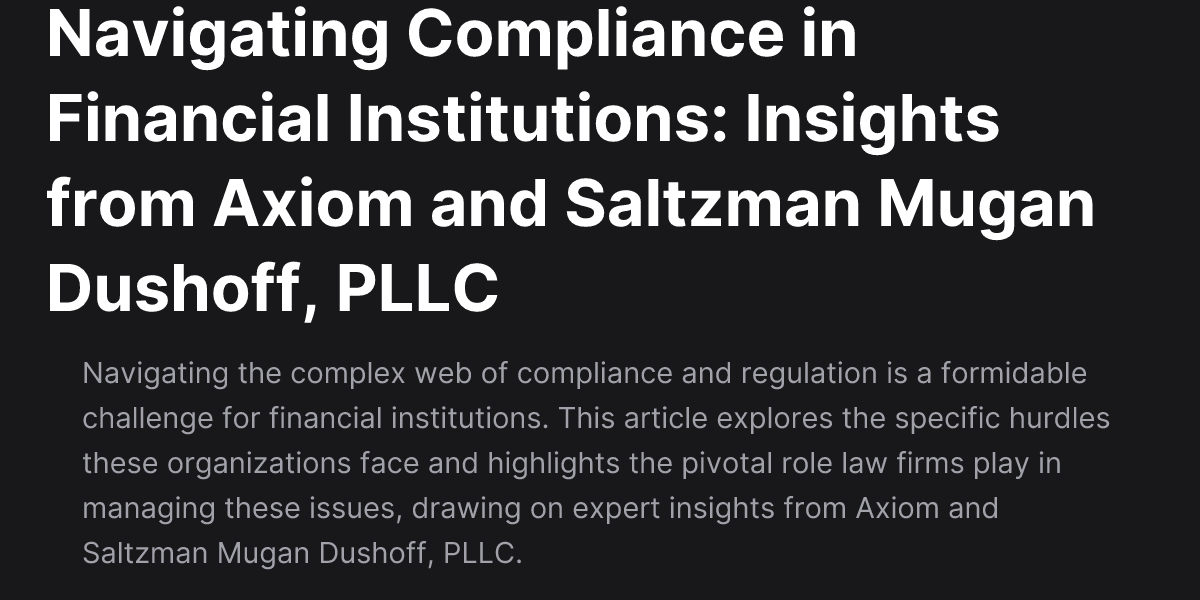 Navigating Compliance in
Financial Institutions: Insights
from Axiom and Saltzman Mugan
Dushoff, PLLC
Navigating the complex web of compliance and regulation is a formidable
challenge for financial institutions. This article explores the specific hurdles
these organizations face and highlights the pivotal role law firms play in
managing these issues, drawing on expert insights from Axiom and
Saltzman Mugan Dushoff, PLLC.